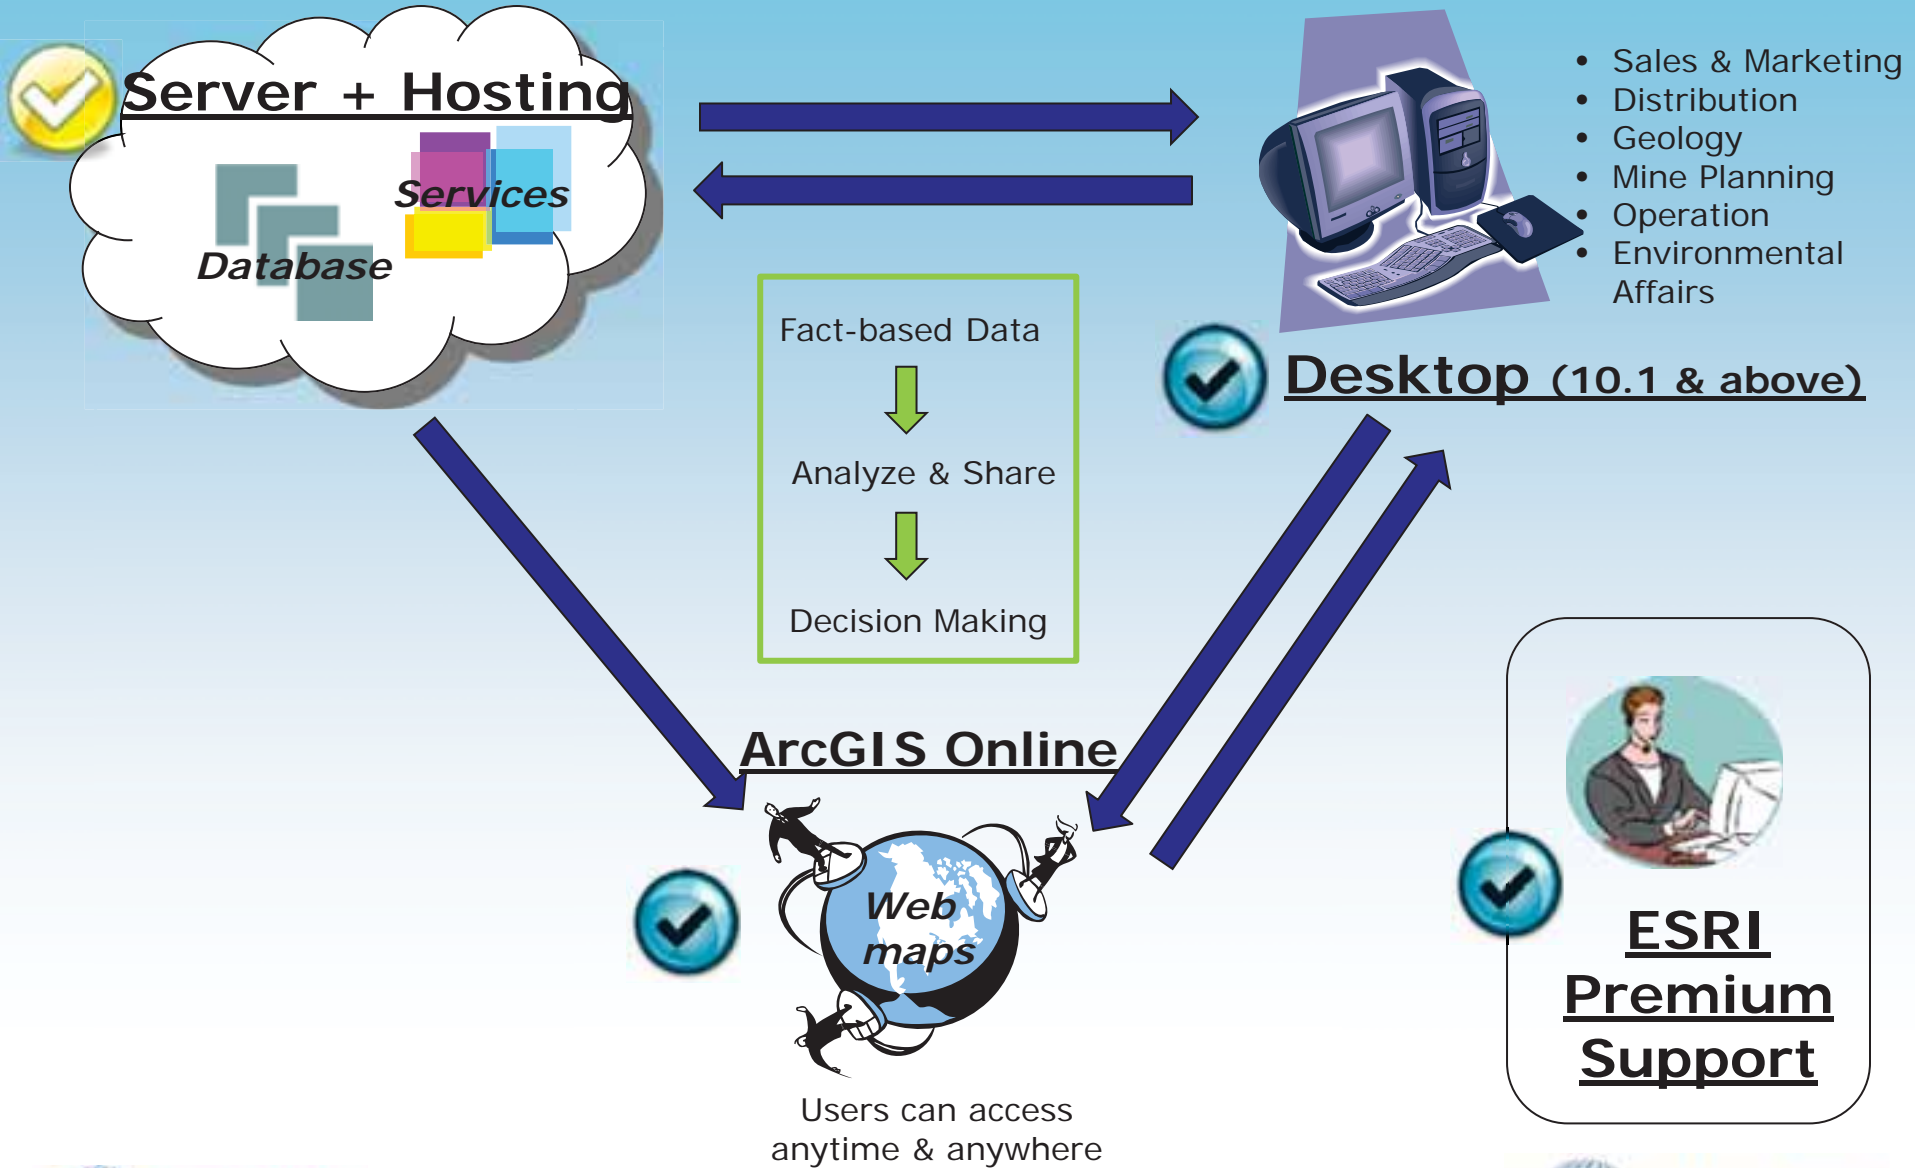 Server + Hosting
Services
Database
• Sales & Marketing
• Distribution
• Geology
• Mine Planning
• Operation
• Environmental
Affairs
Desktop (10.1 & above)
Fact-based Data
Analyze & Share
Decision Making
ArcGIS Online
Web
maps
Users can access
anytime & anywhere
ESRI
Premium
Support